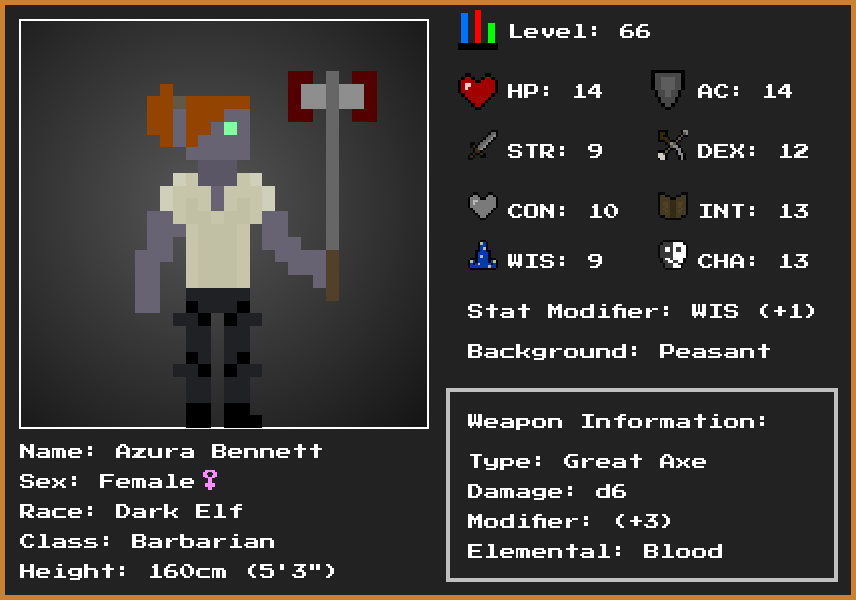 Level: 66
HP: 14 AC: 14
STR: 9 DEX: 12
CON: 10 INT: 13
WIS: 9 CHA: 13
Stat Modifier: WIS (+1)
Background: Peasant
Name: Azura Bennett
Sex: Female♀
Race: Dark Elf
Class: Barbarian
Height: 160cm (5'3")
Weapon Information:
Type: Great Axe
Damage: d6
Modifier: (+3)
Elemental: Blood